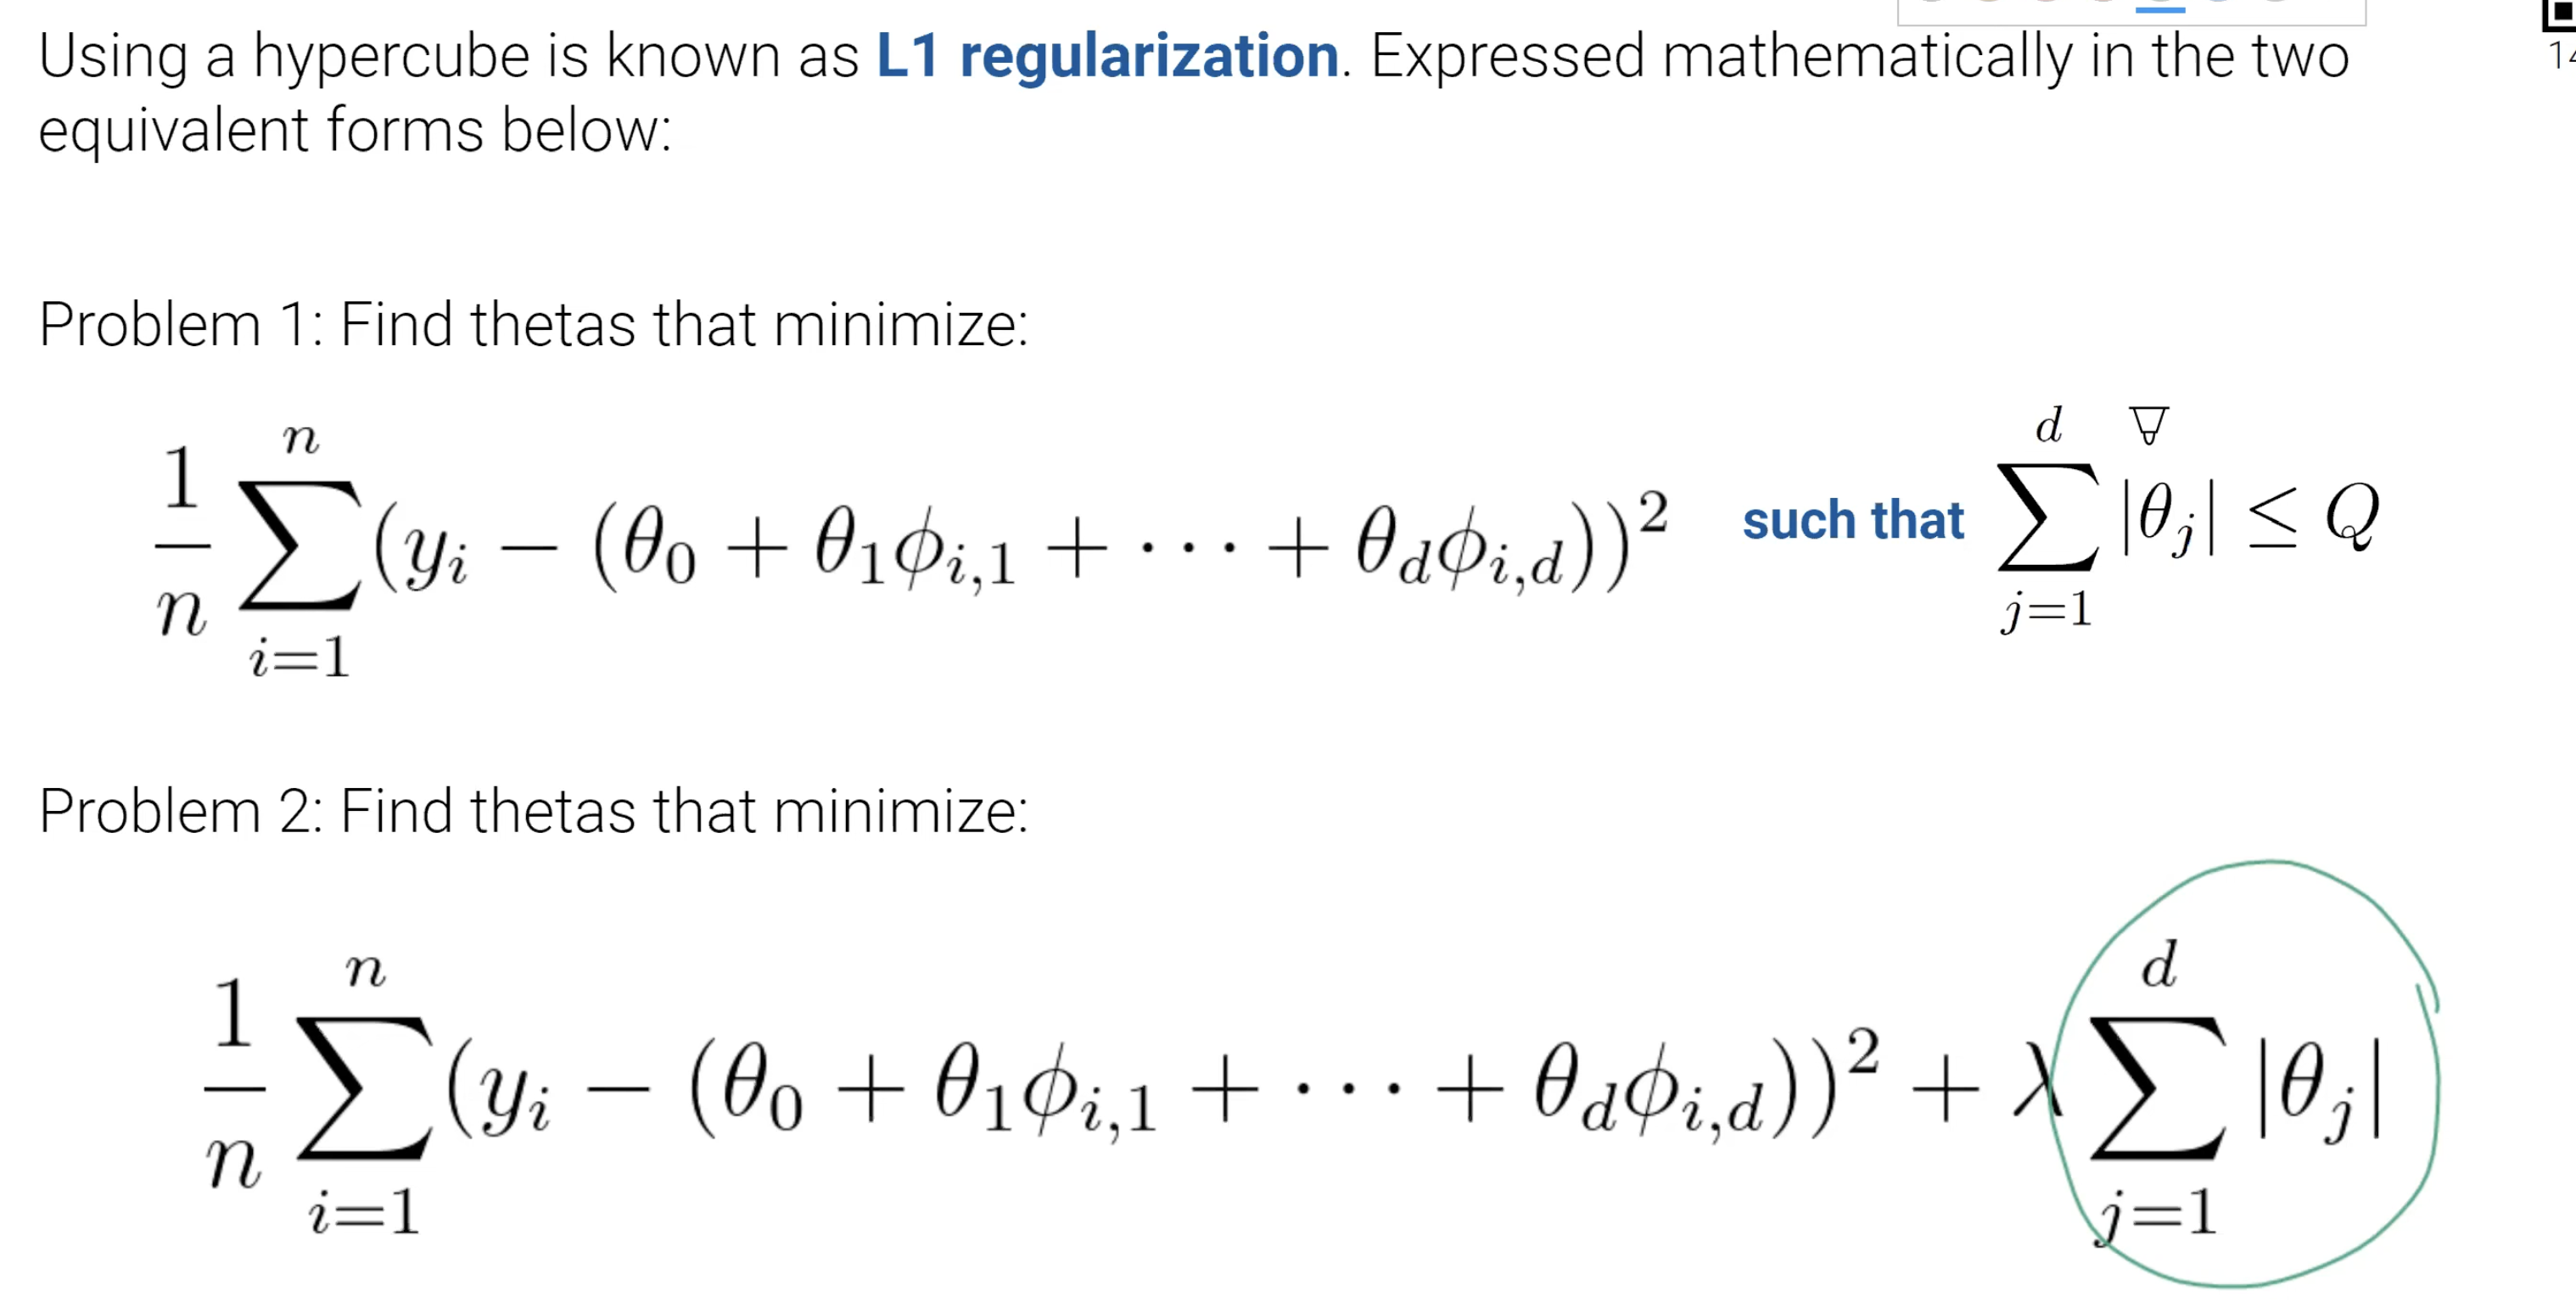 Using a hypercube is known as L1 regularization. Expressed mathematically in the two
equivalent forms below:
14
Problem 1: Find thetas that minimize:
$\frac{1}{n} \sum_{i=1}^{n} (y_i - (\theta_0 + \theta_1 \phi_{i,1} + \cdots + \theta_d \phi_{i,d}))^2$ such that $\sum_{j=1}^{d} |\theta_j| \leq Q$
Problem 2: Find thetas that minimize:
$\frac{1}{n} \sum_{i=1}^{n} (y_i - (\theta_0 + \theta_1 \phi_{i,1} + \cdots + \theta_d \phi_{i,d}))^2 + \lambda \sum_{j=1}^{d} |\theta_j|$